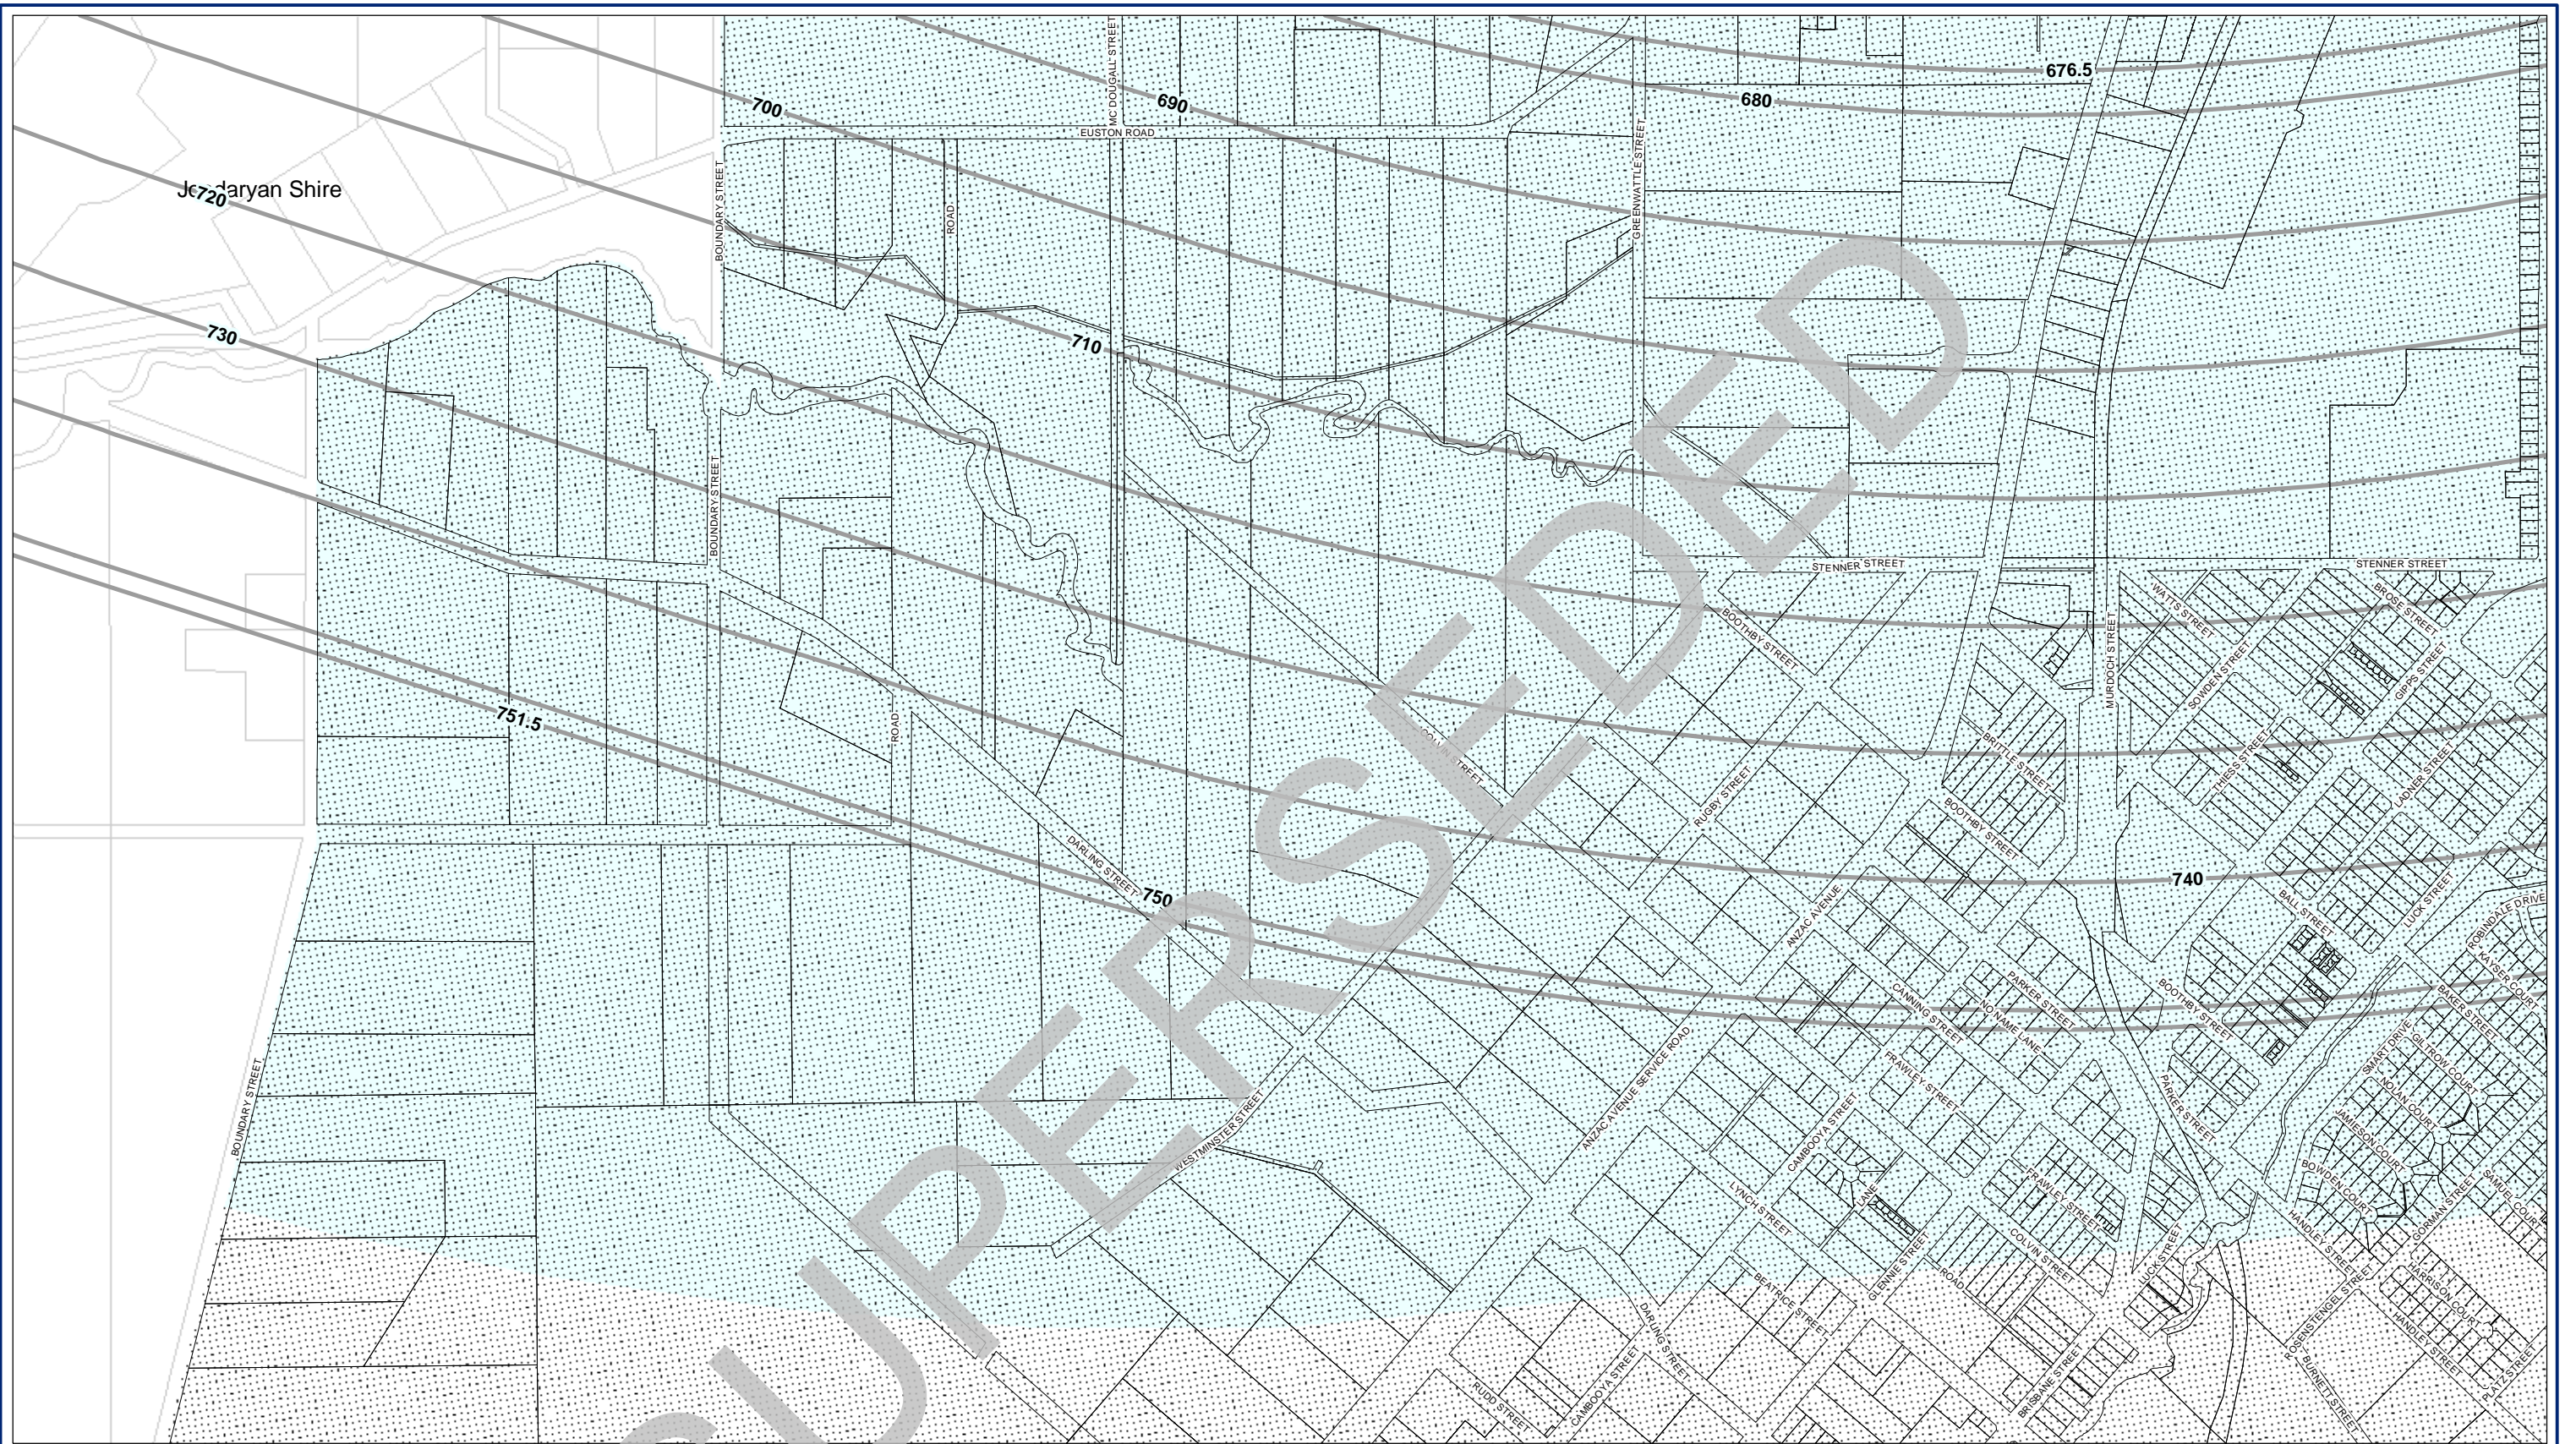 676.5
680
690
700
MC DOUGALL STREET
EUSTON ROAD
GREENWATTLE STREET
BOUNDARY STREET
ROAD
Jondaryan Shire
720
730
710
BOUNDARY STREET
STENNER STREET
STENNER STREET
BOOTHBY STREET
WATTS STREET
BROSE STREET
MURDOCH STREET
SOWDEN STREET
GIPPS STREET
751.5
ROAD
COLVIN STREET
BRITTLE STREET
THIESS STREET
LADNER STREET
RUGBY STREET
BOOTHBY STREET
DARLING STREET
750
740
ANZAC AVENUE
BALL STREET
LUCK STREET
ROBINDALE DRIVE
KAYSER COURT
CANNING STREET
PARKER STREET
NO NAME LANE
BOOTHBY STREET
BAKER STREET
SMART DRIVE
GILTROW COURT
ANZAC AVENUE SERVICE ROAD
FRAWLEY STREET
NOLAN COURT
JAMIESON COURT
PARKER STREET
BOUNDARY STREET
WESTMINSTER STREET
CAMBOOYA STREET
LYNCH STREET
LANE
FRAWLEY STREET
BOWDEN COURT
SAMUEL COURT
GORMAN STREET
HANDLEY STREET
COLVIN STREET
GLENNIE STREET
LUCK STREET
ROAD
BEATRICE STREET
DARLING STREET
HARRISON COURT
ROSENSTENGEL STREET
HANDLEY STREET
BURNETT STREET
PLATZ STREET
BRISBANE STREET
CAMBOOYA STREET
RUDD STREET
SUPERSEDED